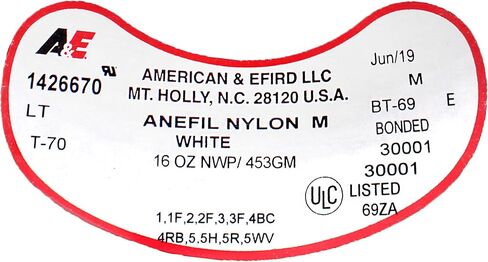 A&E
1426670
LT
T-70
AMERICAN & EFIRD LLC
MT. HOLLY, N.C. 28120 U.S.A.
ANEFIL NYLON M
WHITE
16 OZ NWP/ 453GM
1,1F,2,2F,3,3F,4BC
4RB,5.5H,5R,5WV
Jun/19
M
BT-69 E
BONDED
30001
30001
ULC LISTED
69ZA